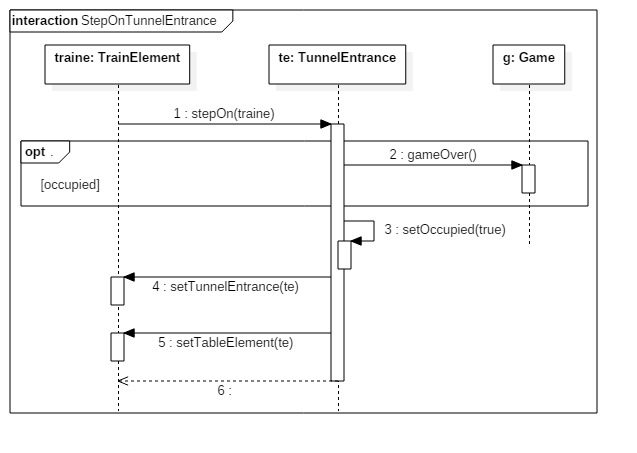 interaction StepOnTunnelEntrance
traine: TrainElement
te: TunnelEntrance
g: Game
1 : stepOn(traine)
opt .
2 : gameOver()
[occupied]
3 : setOccupied(true)
4 : setTunnelEntrance(te)
5 : setTableElement(te)
6 :